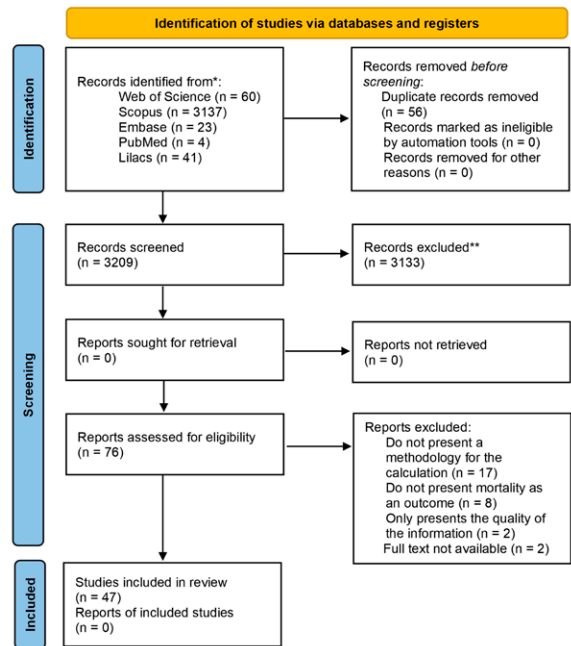 Identification of studies via databases and registers
Identification
Records identified from*:
Web of Science (n = 60)
Scopus (n = 3137)
Embase (n = 23)
PubMed (n = 4)
Lilacs (n = 41)
Records removed before
screening:
Duplicate records removed
(n = 56)
Records marked as ineligible
by automation tools (n = 0)
Records removed for other
reasons (n = 0)
Screening
Records screened
(n = 3209)
Records excluded**
(n = 3133)
Reports sought for retrieval
(n = 0)
Reports not retrieved
(n = 0)
Reports assessed for eligibility
(n = 76)
Reports excluded:
Do not present a
methodology for the
calculation (n = 17)
Do not present mortality as
an outcome (n = 8)
Only presents the quality of
the information (n = 2)
Full text not available (n = 2)
Included
Studies included in review
(n = 47)
Reports of included studies
(n = 0)